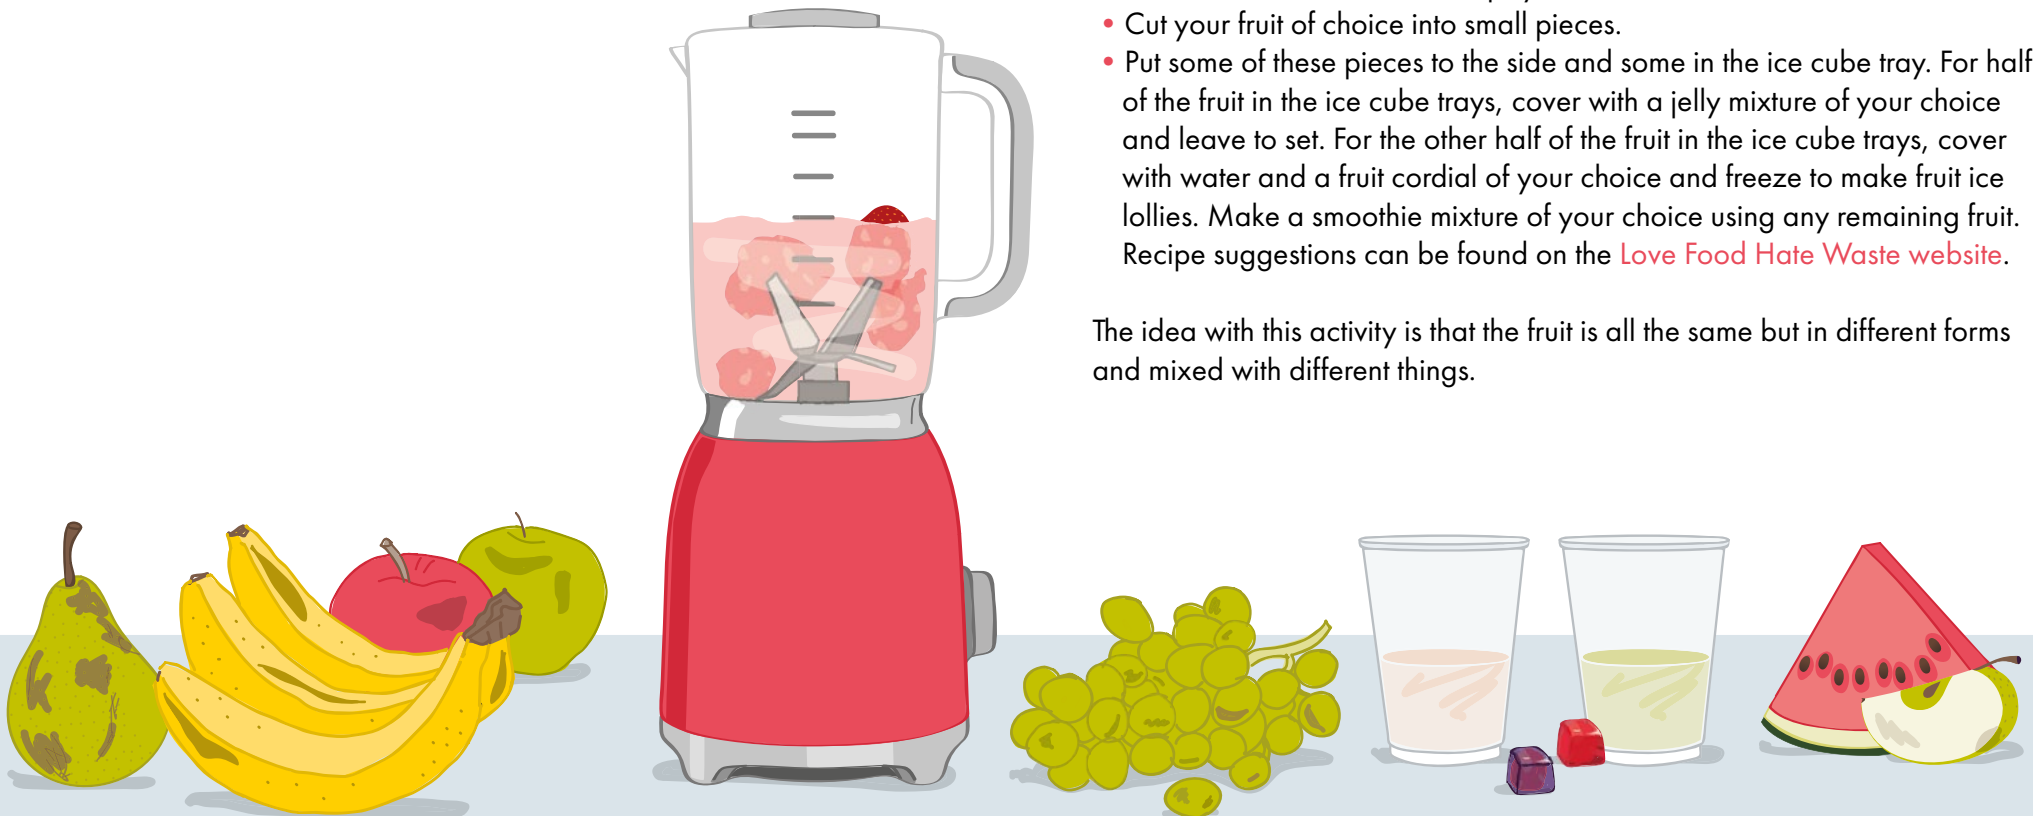 • Cut your fruit of choice into small pieces.
• Put some of these pieces to the side and some in the ice cube tray. For half
of the fruit in the ice cube trays, cover with a jelly mixture of your choice
and leave to set. For the other half of the fruit in the ice cube trays, cover
with water and a fruit cordial of your choice and freeze to make fruit ice
lollies. Make a smoothie mixture of your choice using any remaining fruit.
Recipe suggestions can be found on the Love Food Hate Waste website.
The idea with this activity is that the fruit is all the same but in different forms
and mixed with different things.